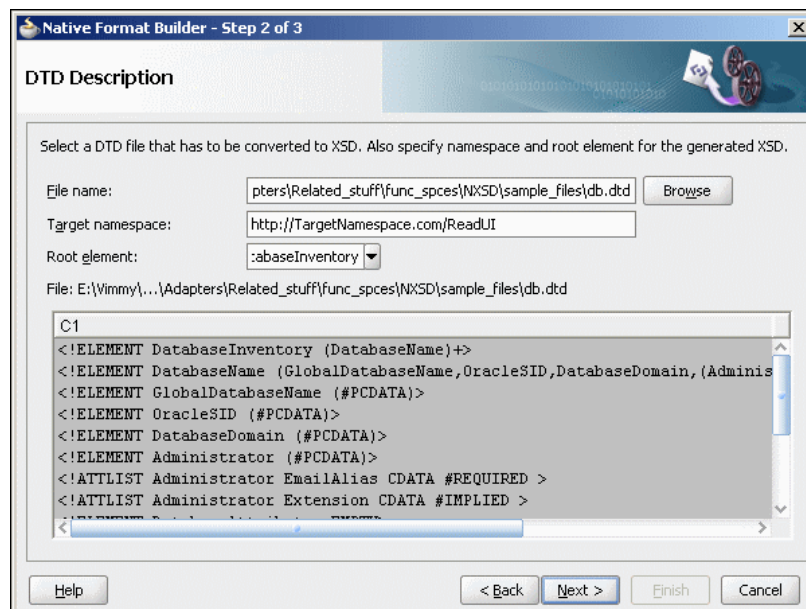 Native Format Builder - Step 2 of 3
DTD Description
Select a DTD file that has to be converted to XSD. Also specify namespace and root element for the generated XSD.
File name: pters\Related_stuff\func_spces\NXSD\sample_files\db.dtd Browse
Target namespace: http://TargetNamespace.com/ReadUI
Root element: :abaseInventory
File: E:\Vimmy\...\Adapters\Related_stuff\func_spces\NXSD\sample_files\db.dtd
C1
<!ELEMENT DatabaseInventory (DatabaseName)+>
<!ELEMENT DatabaseName (GlobalDatabaseName,OracleSID,DatabaseDomain,(Adminis
<!ELEMENT GlobalDatabaseName (#PCDATA)>
<!ELEMENT OracleSID (#PCDATA)>
<!ELEMENT DatabaseDomain (#PCDATA)>
<!ELEMENT Administrator (#PCDATA)>
<!ATTLIST Administrator EmailAlias CDATA #REQUIRED >
<!ATTLIST Administrator Extension CDATA #IMPLIED >
Help < Back Next > Finish Cancel